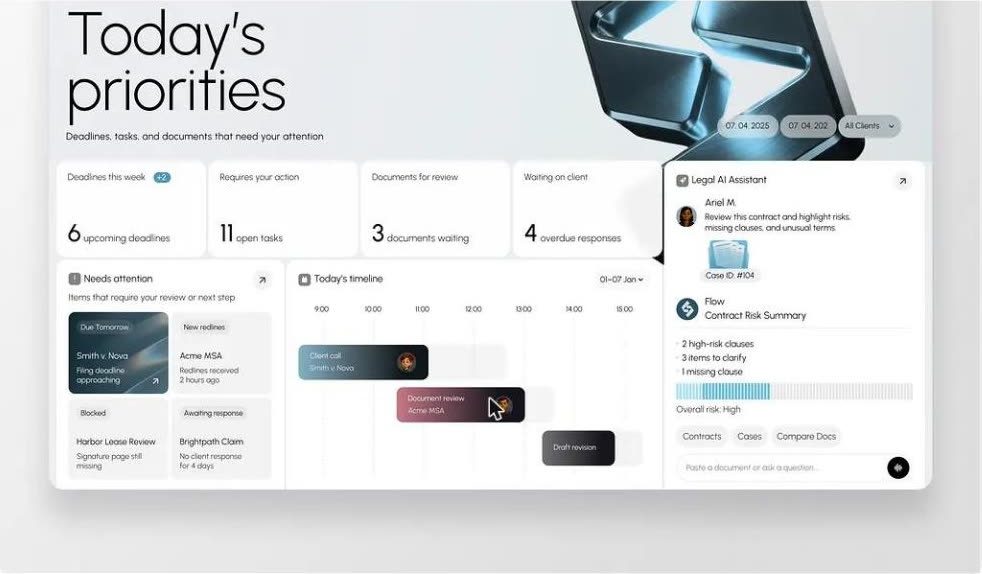 Today's
priorities
Deadlines, tasks, and documents that need your attention
07. 04. 2025
07. 04. 202
All Clients
Deadlines this week +2
6 upcoming deadlines
Requires your action
11 open tasks
Documents for review
3 documents waiting
Waiting on client
4 overdue responses
Needs attention
Items that require your review or next step
Due Tomorrow
Smith v. Nova
Filing deadline
approaching
New redlines
Acme MSA
Redlines received
2 hours ago
Blocked
Harbor Lease Review
Signature page still
missing
Awaiting response
Brightpath Claim
No client response
for 4 days
Today's timeline
01–07 Jan
9:00 10:00 11:00 12:00 13:00 14:00 15:00
Client call
Smith v. Nova
Document review
Acme MSA
Draft revision
Legal AI Assistant
Ariel M.
Review this contract and highlight risks,
missing clauses, and unusual terms.
Case ID: #104
Flow
Contract Risk Summary
2 high-risk clauses
3 items to clarify
1 missing clause
Overall risk: High
Contracts
Cases
Compare Docs
Paste a document or ask a question...